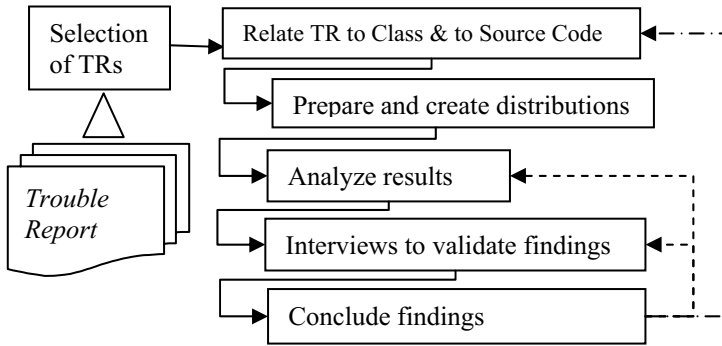 Selection
of TRs
Relate TR to Class & to Source Code
Prepare and create distributions
Trouble
Report
Analyze results
Interviews to validate findings
Conclude findings